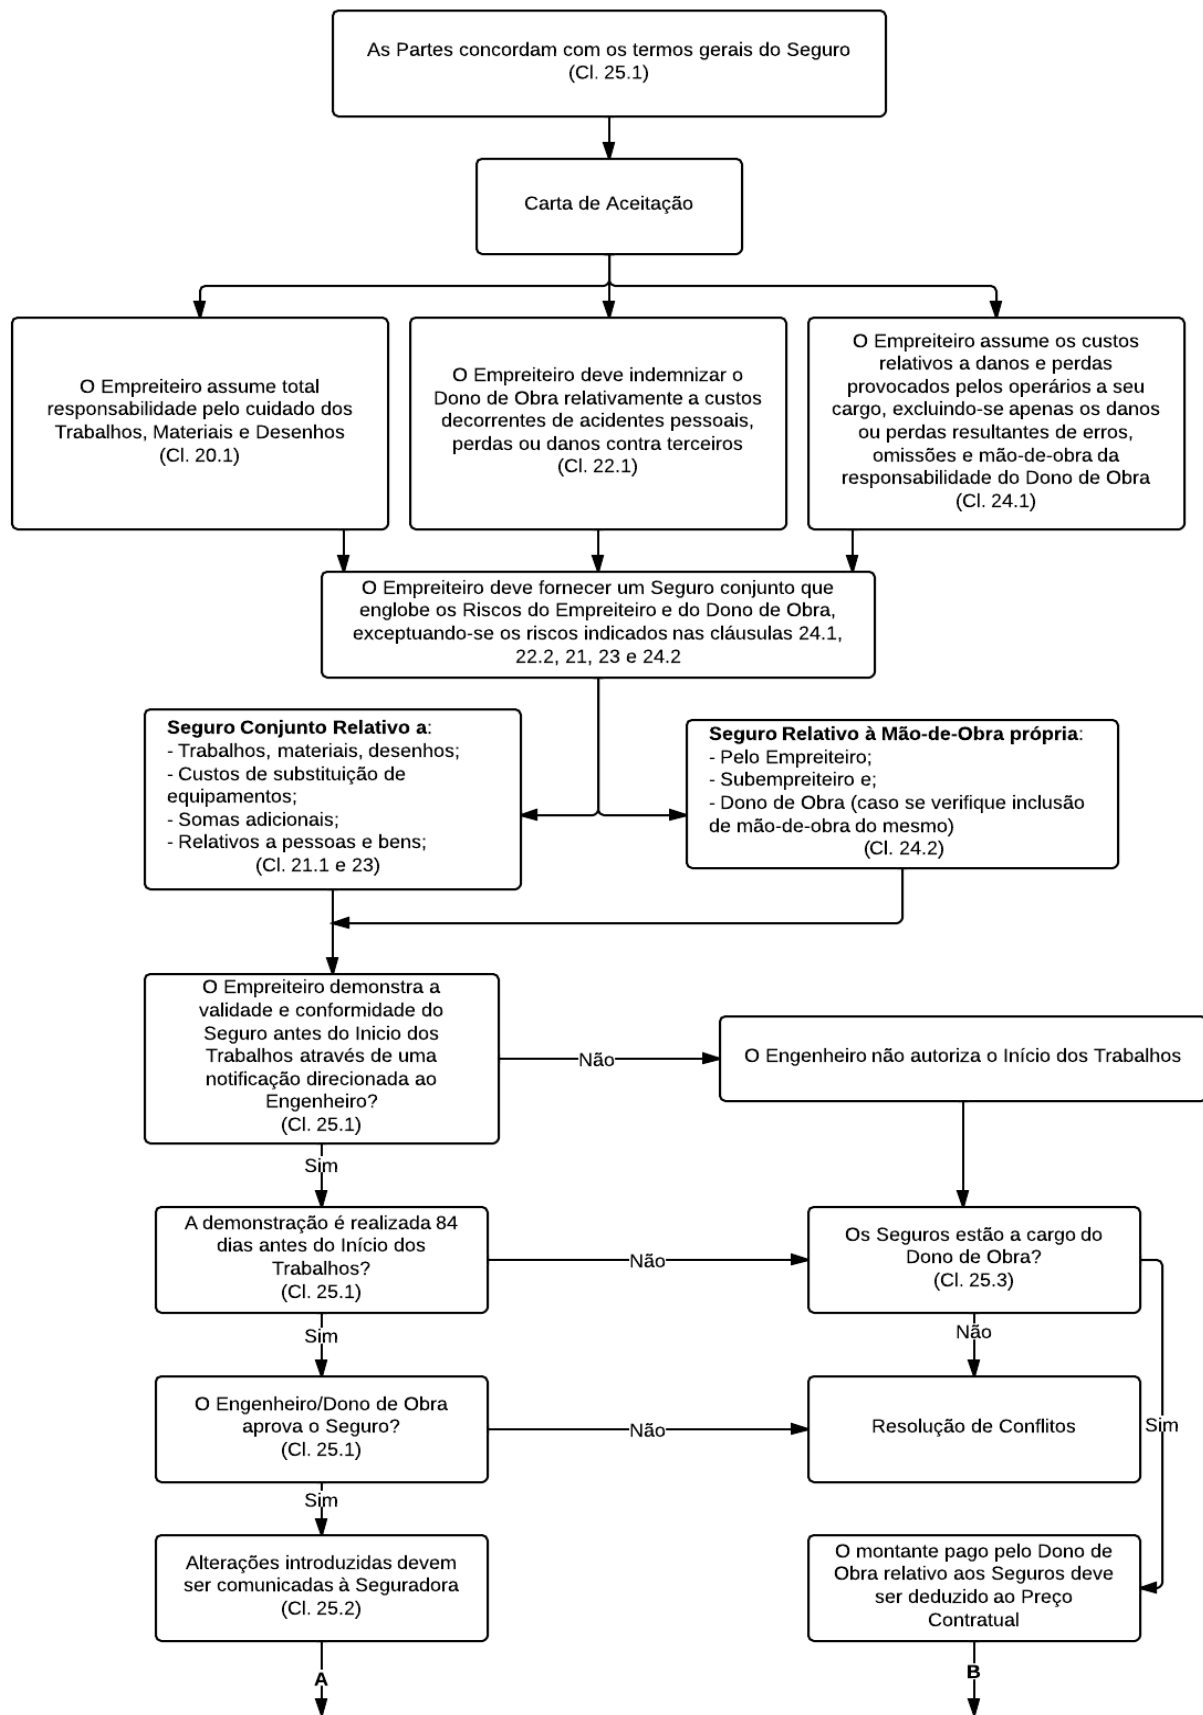 As Partes concordam com os termos gerais do Seguro
(Cl. 25.1)
Carta de Aceitação
O Empreiteiro assume total
responsabilidade pelo cuidado dos
Trabalhos, Materiais e Desenhos
(Cl. 20.1)
O Empreiteiro deve indemnizar o
Dono de Obra relativamente a custos
decorrentes de acidentes pessoais,
perdas ou danos contra terceiros
(Cl. 22.1)
O Empreiteiro assume os custos
relativos a danos e perdas
provocados pelos operários a seu
cargo, excluindo-se apenas os danos
ou perdas resultantes de erros,
omissões e mão-de-obra da
responsabilidade do Dono de Obra
(Cl. 24.1)
O Empreiteiro deve fornecer um Seguro conjunto que
englobe os Riscos do Empreiteiro e do Dono de Obra,
exceptuando-se os riscos indicados nas cláusulas 24.1,
22.2, 21, 23 e 24.2
Seguro Conjunto Relativo a:
- Trabalhos, materiais, desenhos;
- Custos de substituição de
equipamentos;
- Somas adicionais;
- Relativos a pessoas e bens;
(Cl. 21.1 e 23)
Seguro Relativo à Mão-de-Obra própria:
- Pelo Empreiteiro;
- Subempreiteiro e;
- Dono de Obra (caso se verifique inclusão
de mão-de-obra do mesmo)
(Cl. 24.2)
O Empreiteiro demonstra a
validade e conformidade do
Seguro antes do Inicio dos
Trabalhos através de uma
notificação direcionada ao
Engenheiro?
(Cl. 25.1)
Não
O Engenheiro não autoriza o Início dos Trabalhos
Sim
A demonstração é realizada 84
dias antes do Início dos
Trabalhos?
(Cl. 25.1)
Não
Os Seguros estão a cargo do
Dono de Obra?
(Cl. 25.3)
Sim
Não
O Engenheiro/Dono de Obra
aprova o Seguro?
(Cl. 25.1)
Não
Resolução de Conflitos
Sim
Sim
Alterações introduzidas devem
ser comunicadas à Seguradora
(Cl. 25.2)
O montante pago pelo Dono de
Obra relativo aos Seguros deve
ser deduzido ao Preço
Contratual
A
B